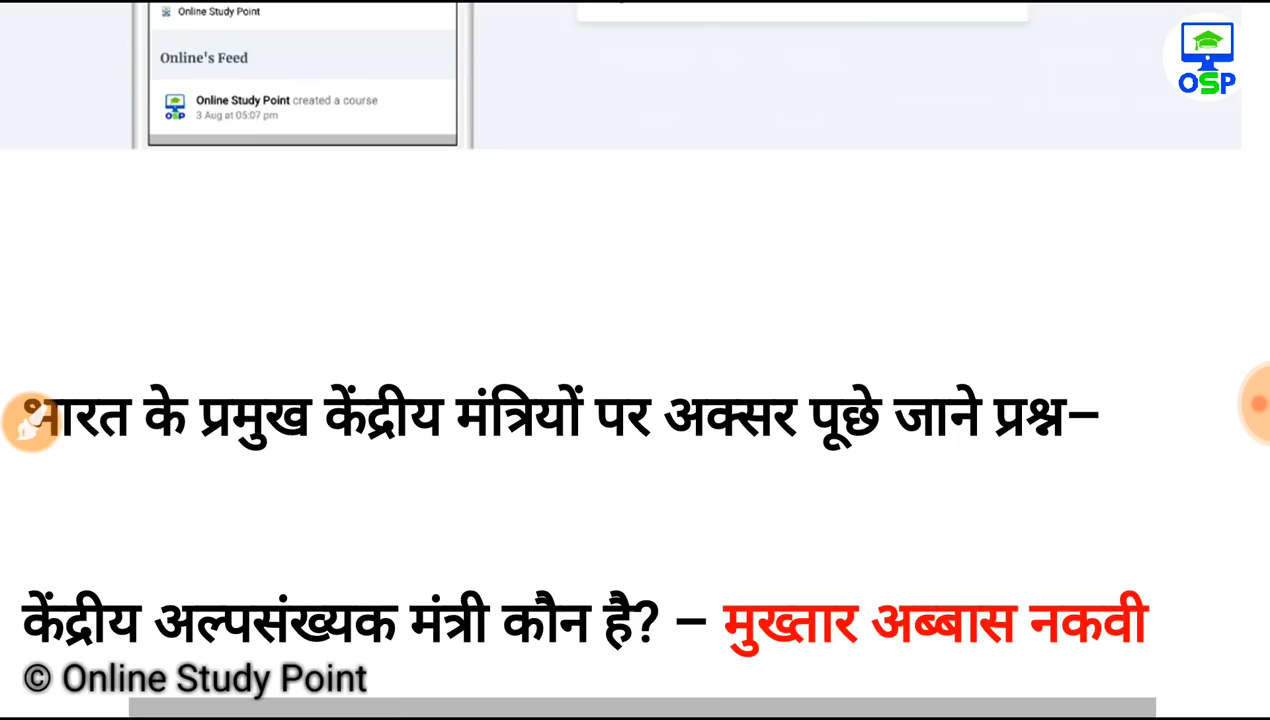 Online Study Point
OSP
Online's Feed
Online Study Point created a course
OSP
3 Aug at 05:07 pm
भारत के प्रमुख केंद्रीय मंत्रियों पर अक्सर पूछे जाने प्रश्न–
केंद्रीय अल्पसंख्यक मंत्री कौन है? – मुख्तार अब्बास नकवी
© Online Study Point